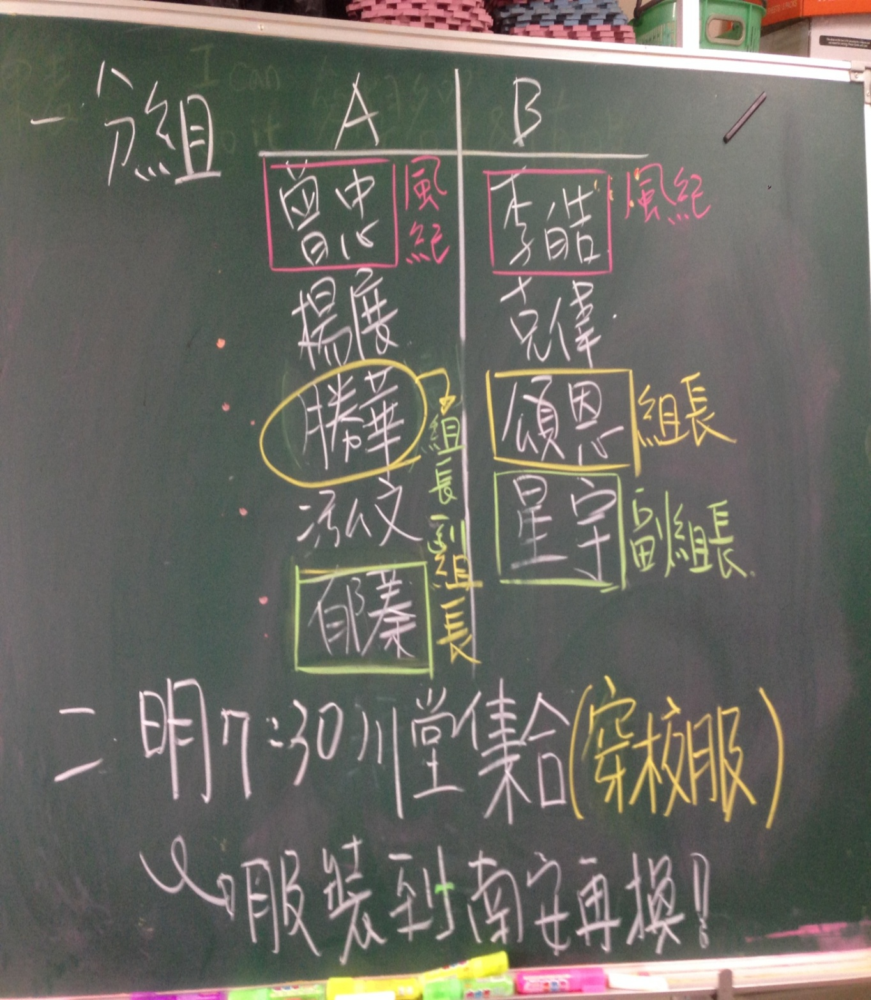 一 分組 A B
曾忠 風紀 李皓 風紀
楊展 克偉
勝華 頌恩 組長
組長
泓文 星宇 副組長
副組長
郁蓁
二 明7:30川堂集合(穿校服)
服裝到南安再換!
I can